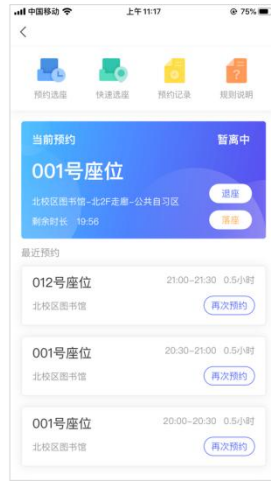 中国移动 上午11:17 75%
预约选座 快速选座 预约记录 规则说明
当前预约 暂离中
001号座位
退座
北校区图书馆-北2F走廊-公共自习区
剩余时长 19:56 落座
最近预约
012号座位 21:00-21:30 0.5小时
北校区图书馆 再次预约
001号座位 20:30-21:00 0.5小时
北校区图书馆 再次预约
001号座位 20:00-20:30 0.5小时
北校区图书馆 再次预约